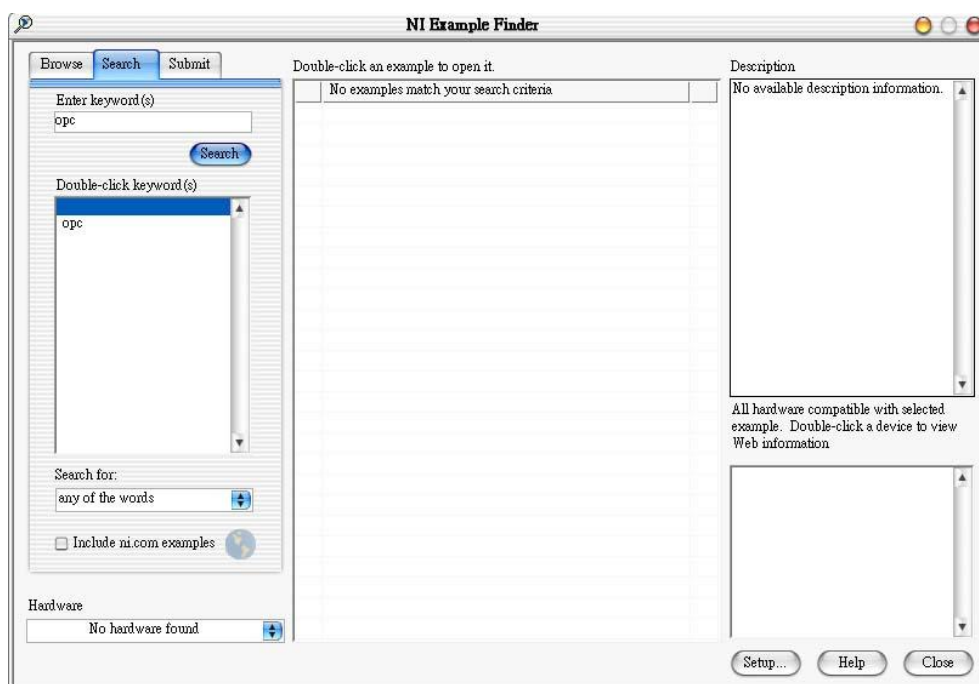 NI Example Finder
Browse Search Submit
Enter keyword(s)
opc
Search
Double-click keyword(s)
opc
Search for:
any of the words
Include ni.com examples
Hardware
No hardware found
Double-click an example to open it.
No examples match your search criteria
Description
No available description information.
All hardware compatible with selected
example. Double-click a device to view
Web information
Setup... Help Close